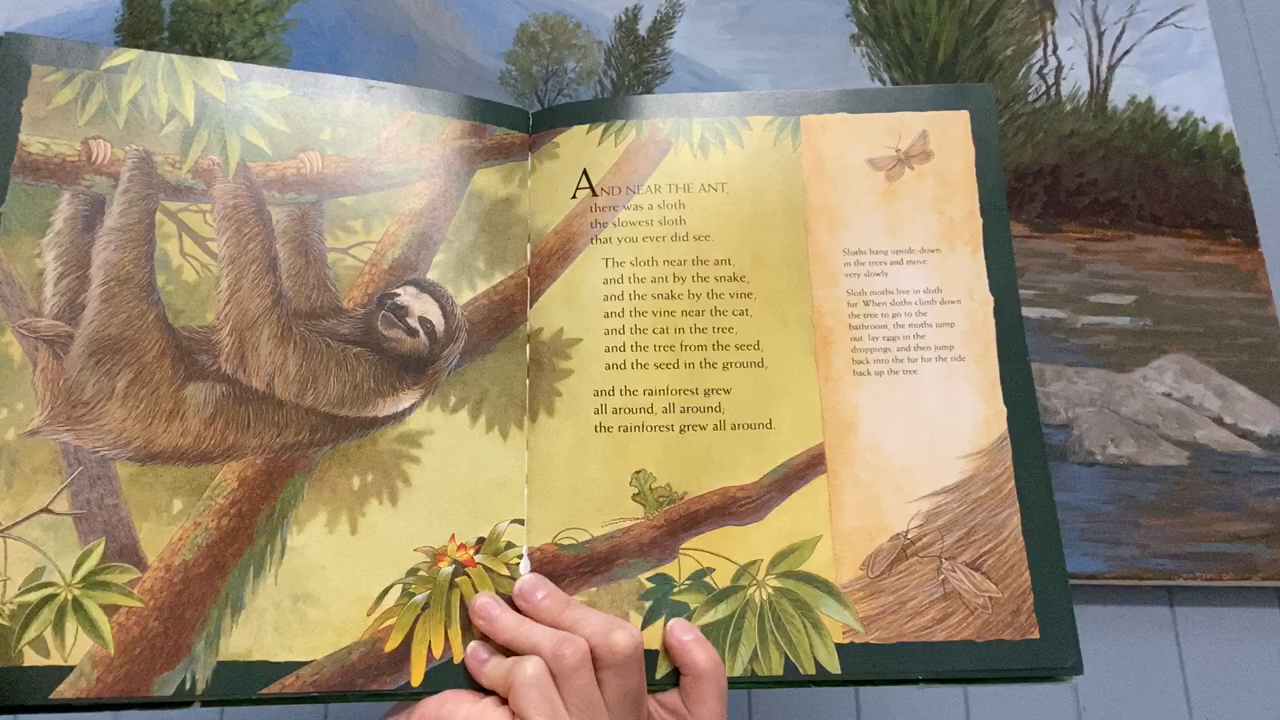 AND NEAR THE ANT,
there was a sloth . . .
the slowest sloth
that you ever did see.
The sloth near the ant,
and the ant by the snake,
and the snake by the vine,
and the vine near the cat,
and the cat in the tree,
and the tree from the seed,
and the seed in the ground,
and the rainforest grew
all around, all around;
the rainforest grew all around.
Sloths hang upside-down
in the trees and move
very slowly.
Sloth moths live in sloth
fur. When sloths climb down
the tree to go to the
bathroom, the moths jump
out, lay eggs in the
droppings, and then jump
back into the fur for the ride
back up the tree.